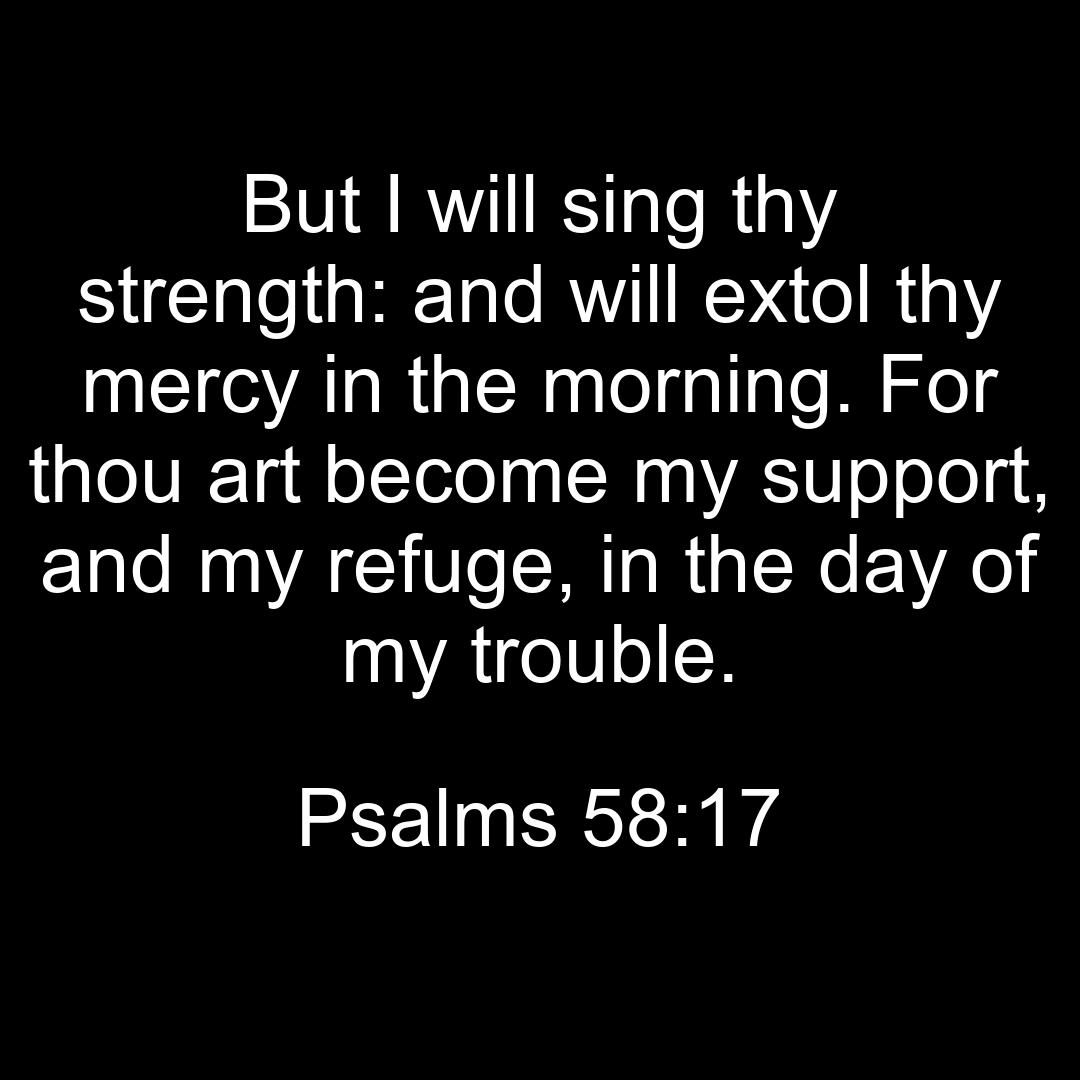 But I will sing thy
strength: and will extol thy
mercy in the morning. For
thou art become my support,
and my refuge, in the day of
my trouble.
Psalms 58:17